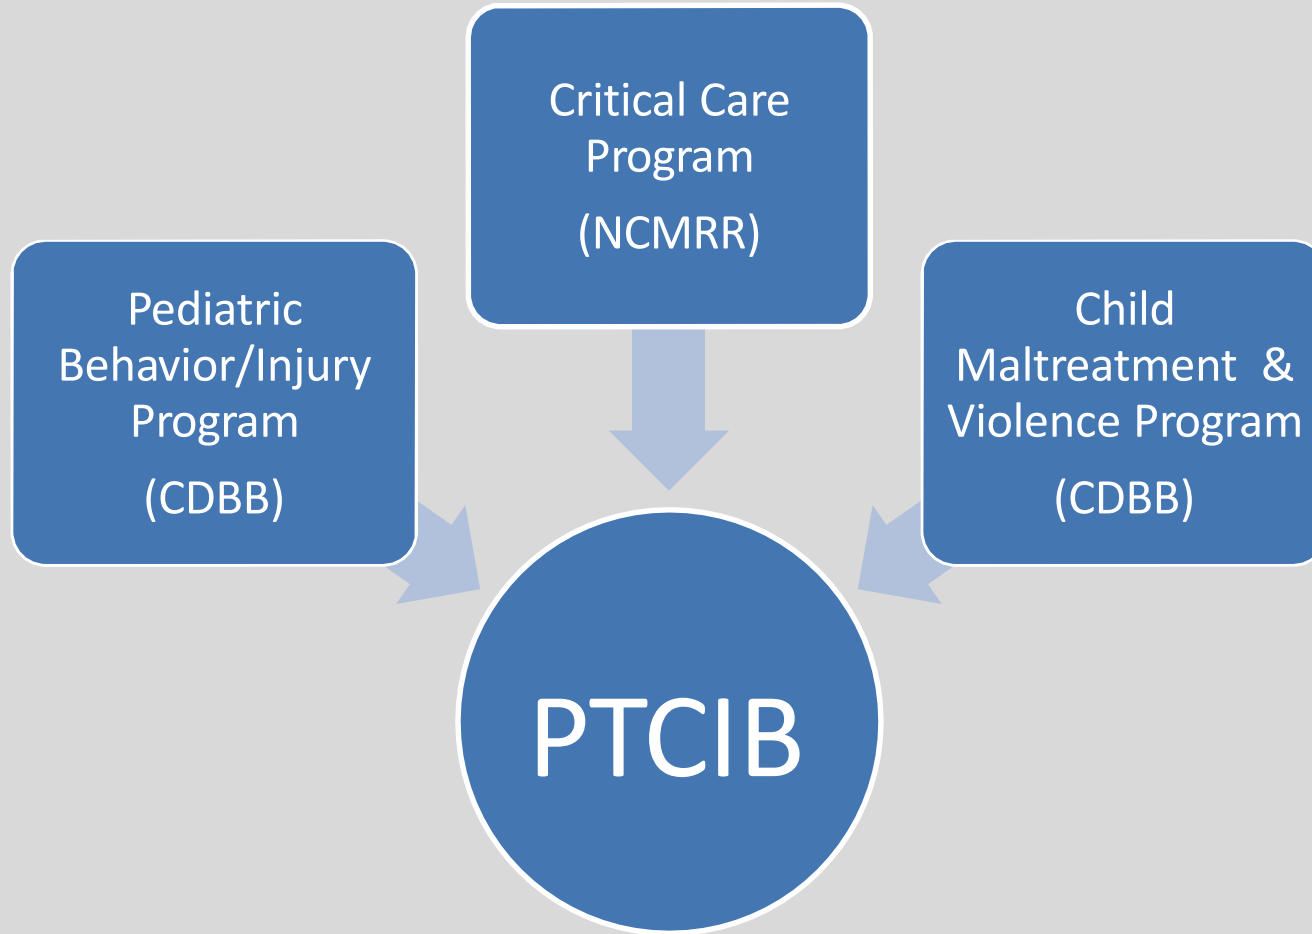 Critical Care
Program
(NCMRR)
Pediatric
Behavior/Injury
Program
(CDBB)
Child
Maltreatment  &
Violence Program
(CDBB)
PTCIB